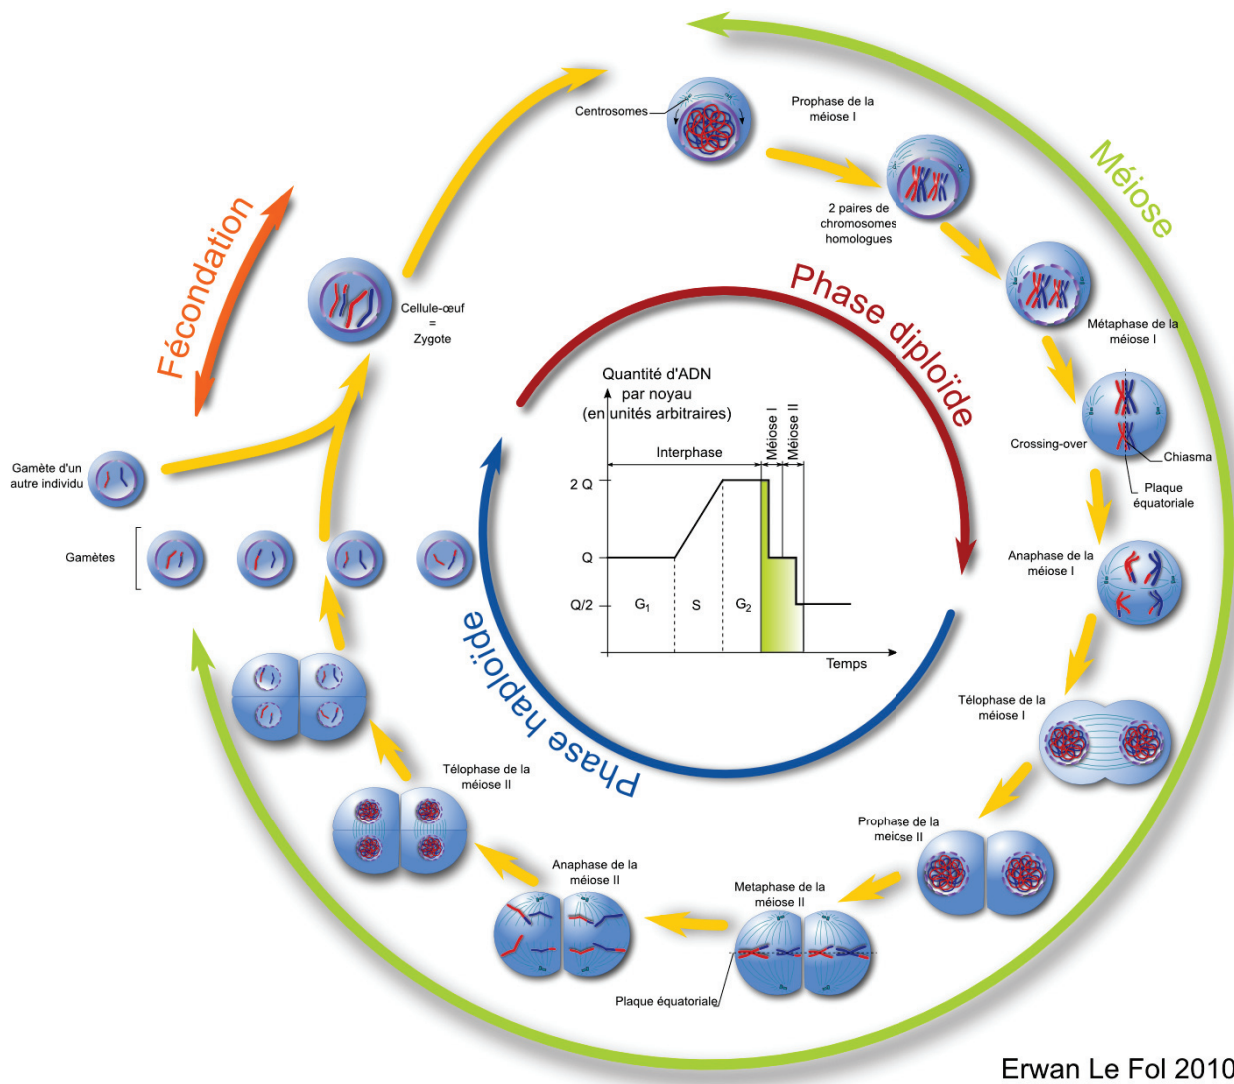 Centrosomes
Prophase de la
méiose I
Méiose
2 paires de
chromosomes
homologues
Fécondation
Cellule-œuf
=
Zygote
Phase diploïde
Métaphase de la
méiose I
Quantité d'ADN
par noyau
(en unités arbitraires)
Méiose I
Méiose II
Interphase
Crossing-over
Chiasma
Plaque
équatoriale
Gamète d'un
autre individu
2 Q
Gamètes
Q
Anaphase de la
méiose I
Q/2
G1
S
G2
Temps
Phase haploïde
Télophase de la
méiose I
Télophase de la
méiose II
Prophase de la
meiose II
Anaphase de la
méiose II
Metaphase de la
méiose II
Plaque équatoriale
Erwan Le Fol 2010